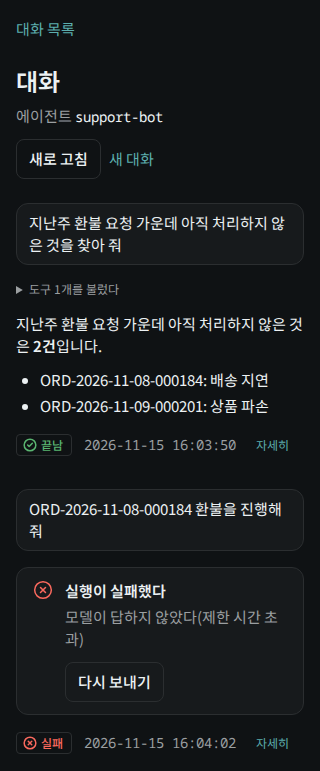 대화 목록
대화
에이전트 support-bot
새로 고침 새 대화
지난주 환불 요청 가운데 아직 처리하지 않
은 것을 찾아 줘
▶ 도구 1개를 불렀다
지난주 환불 요청 가운데 아직 처리하지 않은 것
은 2건입니다.
• ORD-2026-11-08-000184: 배송 지연
• ORD-2026-11-09-000201: 상품 파손
끝남 2026-11-15 16:03:50 자세히
ORD-2026-11-08-000184 환불을 진행해
줘
실행이 실패했다
모델이 답하지 않았다(제한 시간 초
과)
다시 보내기
실패 2026-11-15 16:04:02 자세히